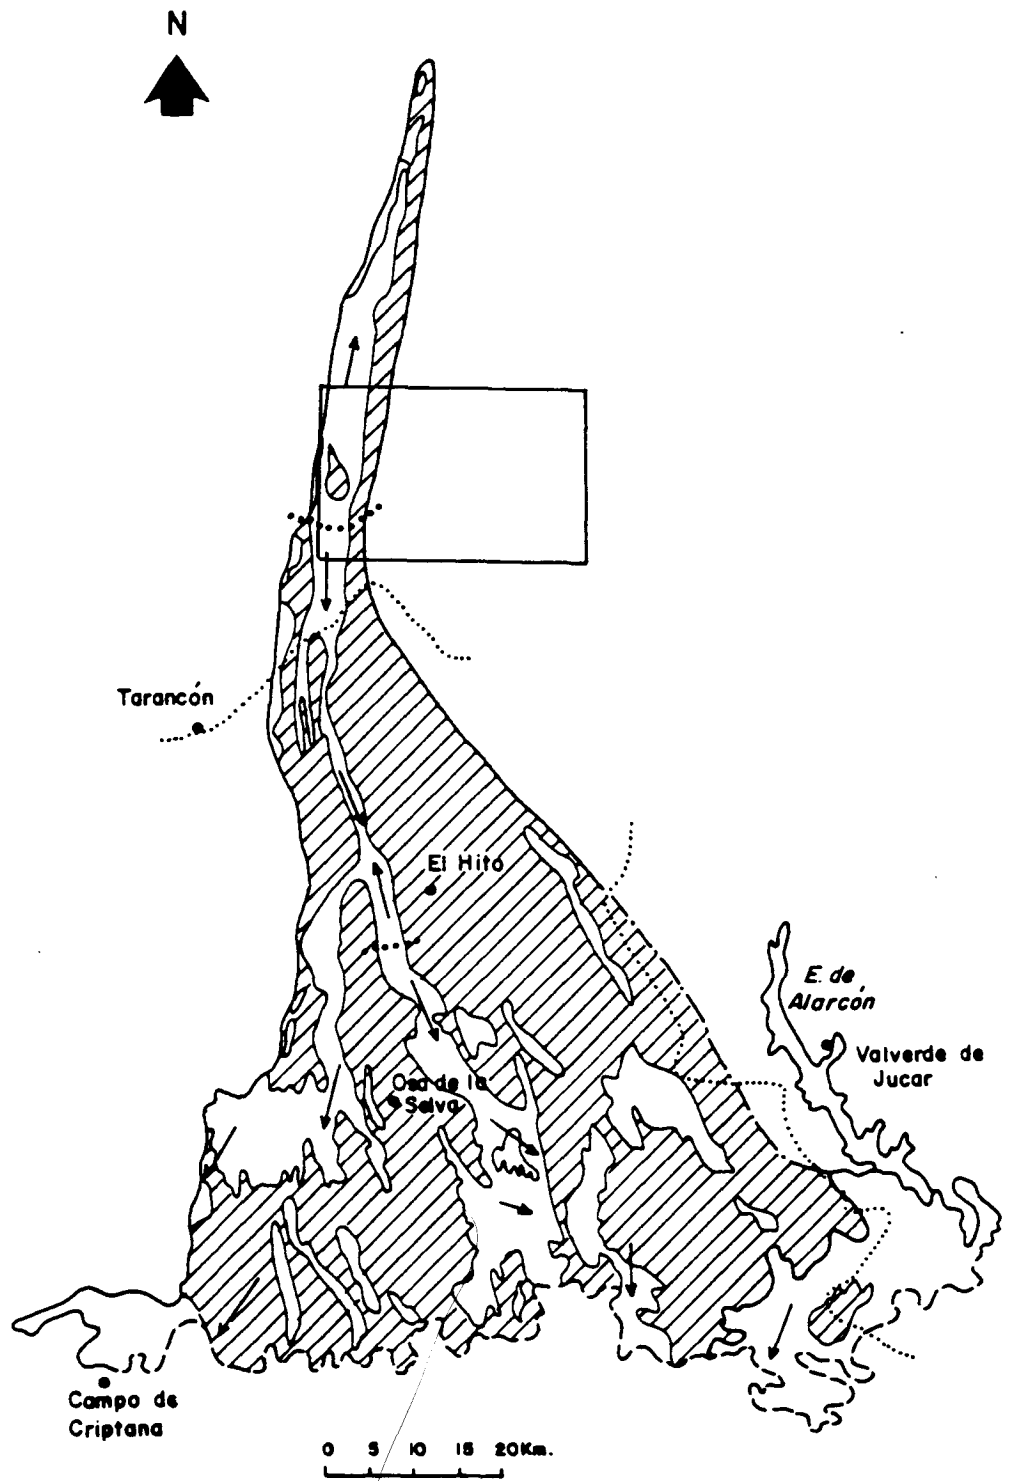 N
Tarancón
El Hito
E. de
Alarcón
Valverde de
Jucar
Osa de la
Selva
Campo de
Criptana
0 5 10 15 20Km.